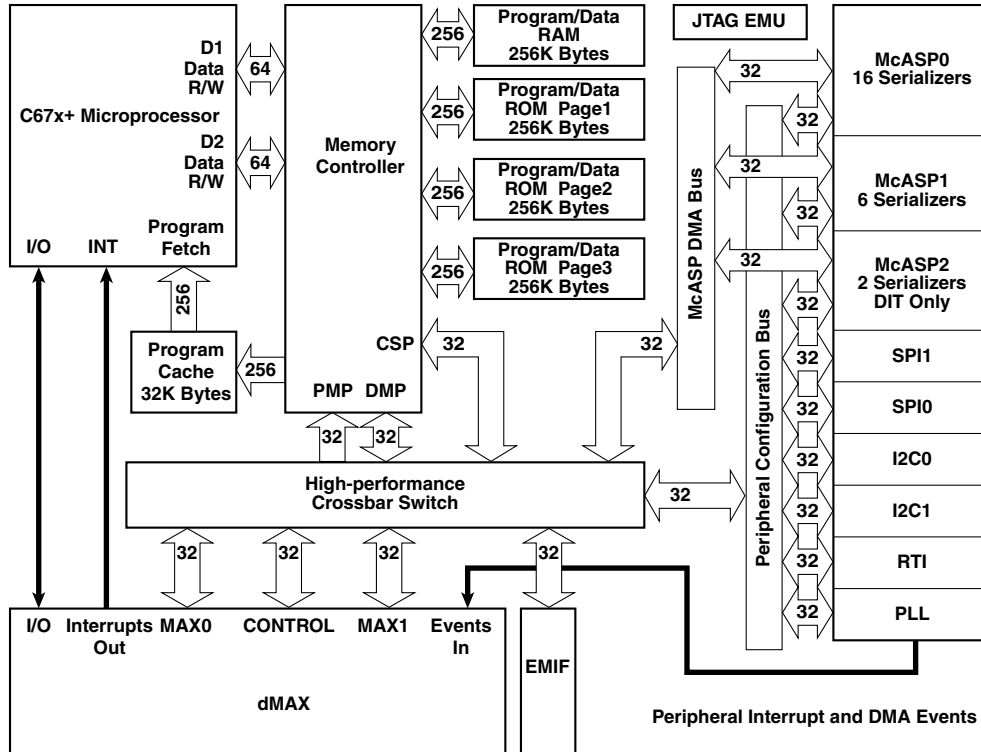 D1
Data
R/W
C67x+ Microprocessor
D2
Data
R/W
I/O
INT
Program
Fetch
64
64
256
Program
Cache
32K Bytes
256
Memory
Controller
CSP
PMP
DMP
256
Program/Data
RAM
256K Bytes
256
Program/Data
ROM Page1
256K Bytes
256
Program/Data
ROM Page2
256K Bytes
256
Program/Data
ROM Page3
256K Bytes
JTAG EMU
32
32
32
32
High-performance
Crossbar Switch
32
32
32
32
32
McASP DMA Bus
Peripheral Configuration Bus
32
32
32
32
32
32
32
32
32
32
32
32
McASP0
16 Serializers
McASP1
6 Serializers
McASP2
2 Serializers
DIT Only
SPI1
SPI0
I2C0
I2C1
RTI
PLL
I/O
Interrupts
Out
MAX0
CONTROL
MAX1
Events
In
dMAX
EMIF
Peripheral Interrupt and DMA Events